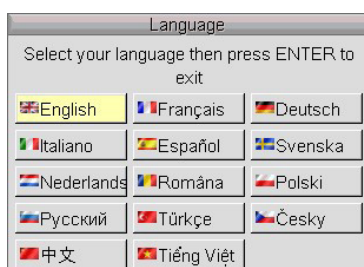 Language
Select your language then press ENTER to
exit
English Français Deutsch
Italiano Español Svenska
Nederlands Româna Polski
Русский Türkçe Česky
中文 Tiếng Việt